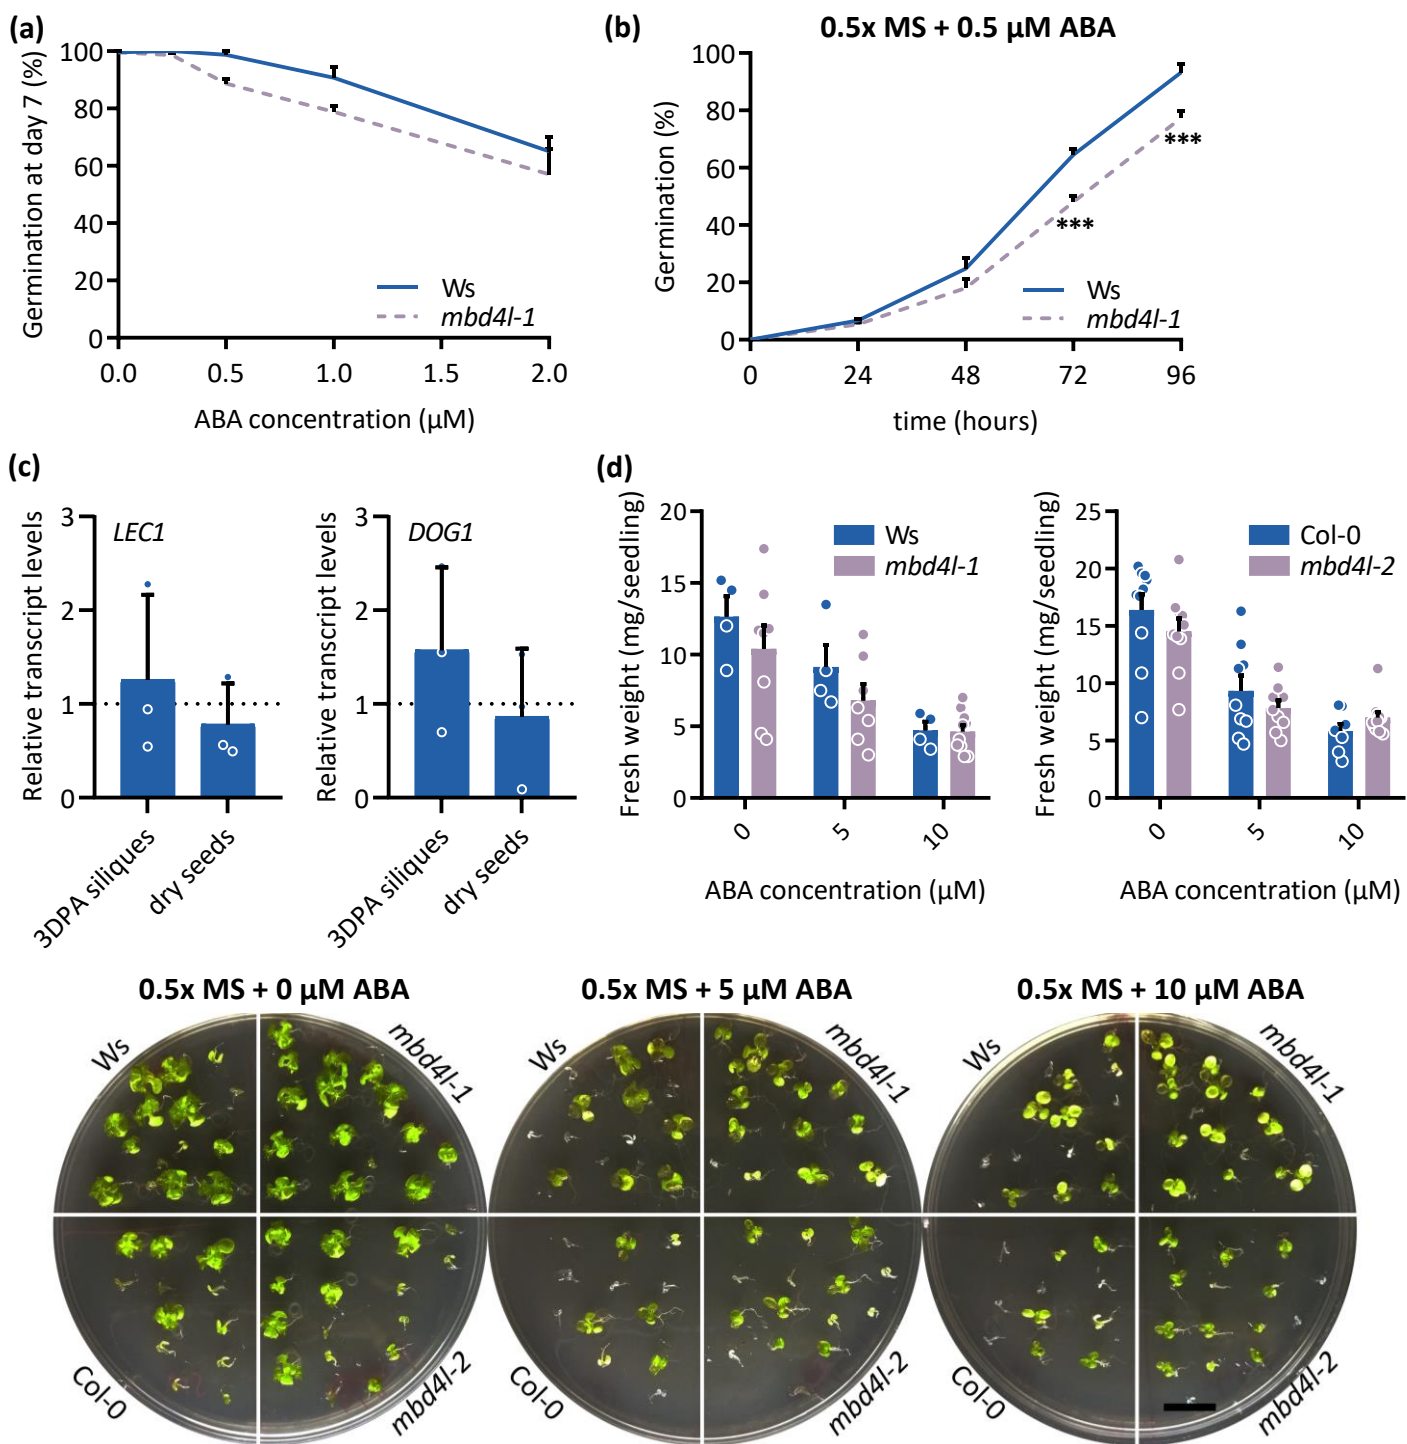 (a)
Germination at day 7 (%)
100
80
60
40
20
0
0.0 0.5 1.0 1.5 2.0
ABA concentration (µM)
Ws
mbd4l-1
(b)
0.5x MS + 0.5 µM ABA
Germination (%)
100
80
60
40
20
0
0 24 48 72 96
time (hours)
***
***
Ws
mbd4l-1
(c)
Relative transcript levels
3
2
1
0
LEC1
3DPA siliques
dry seeds
Relative transcript levels
3
2
1
0
DOG1
3DPA siliques
dry seeds
(d)
Fresh weight (mg/seedling)
20
15
10
5
0
Ws
mbd4l-1
0 5 10
ABA concentration (µM)
Fresh weight (mg/seedling)
25
20
15
10
5
0
Col-0
mbd4l-2
0 5 10
ABA concentration (µM)
0.5x MS + 0 µM ABA
Ws
mbd4l-1
Col-0
mbd4l-2
0.5x MS + 5 µM ABA
Ws
mbd4l-1
Col-0
mbd4l-2
0.5x MS + 10 µM ABA
Ws
mbd4l-1
Col-0
mbd4l-2